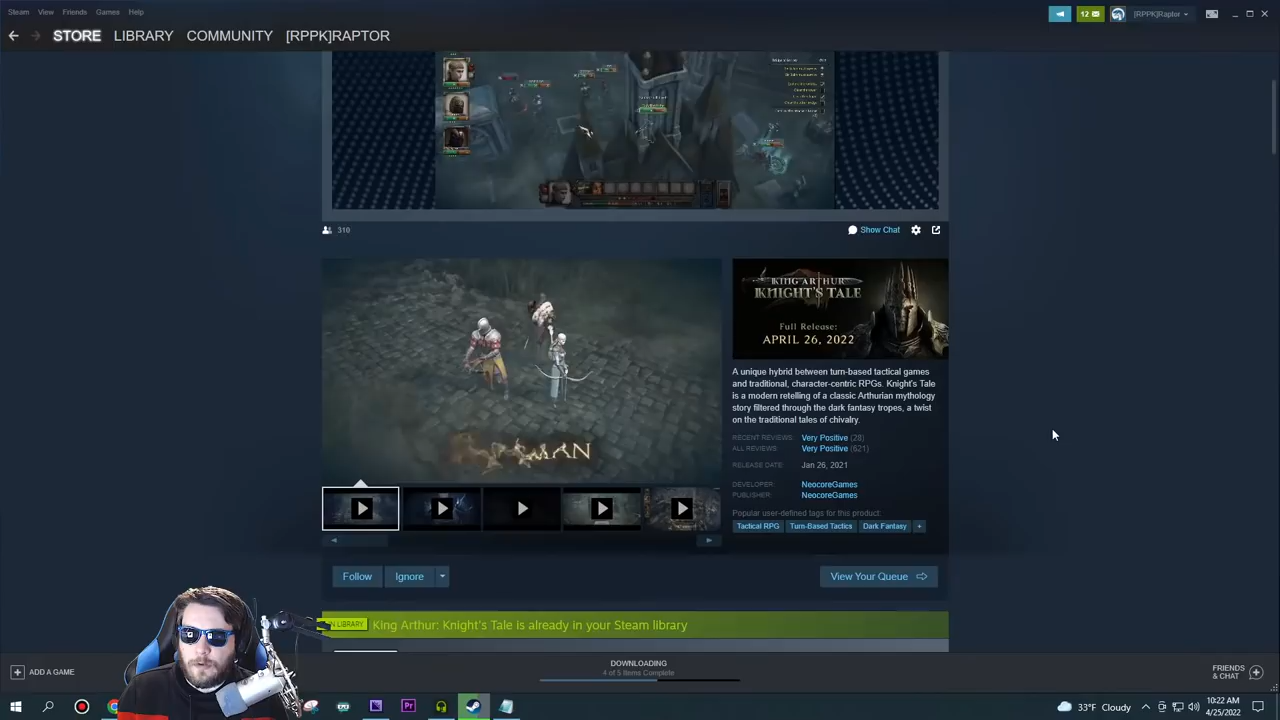 Steam View Friends Games Help
12 [RPPK]Raptor
STORE LIBRARY COMMUNITY [RPPK]RAPTOR
310
Show Chat
KING ARTHUR
KNIGHT'S TALE
Full Release:
APRIL 26, 2022
A unique hybrid between turn-based tactical games
and traditional, character-centric RPGs. Knight's Tale
is a modern retelling of a classic Arthurian mythology
story filtered through the dark fantasy tropes, a twist
on the traditional tales of chivalry.
RECENT REVIEWS: Very Positive (28)
ALL REVIEWS: Very Positive (621)
RELEASE DATE: Jan 26, 2021
DEVELOPER: NeocoreGames
PUBLISHER: NeocoreGames
Popular user-defined tags for this product:
Tactical RPG Turn-Based Tactics Dark Fantasy +
Follow Ignore View Your Queue
IN LIBRARY King Arthur: Knight's Tale is already in your Steam library
ADD A GAME
DOWNLOADING
4 of 5 Items Complete
FRIENDS
& CHAT
33°F Cloudy
10:22 AM
4/25/2022